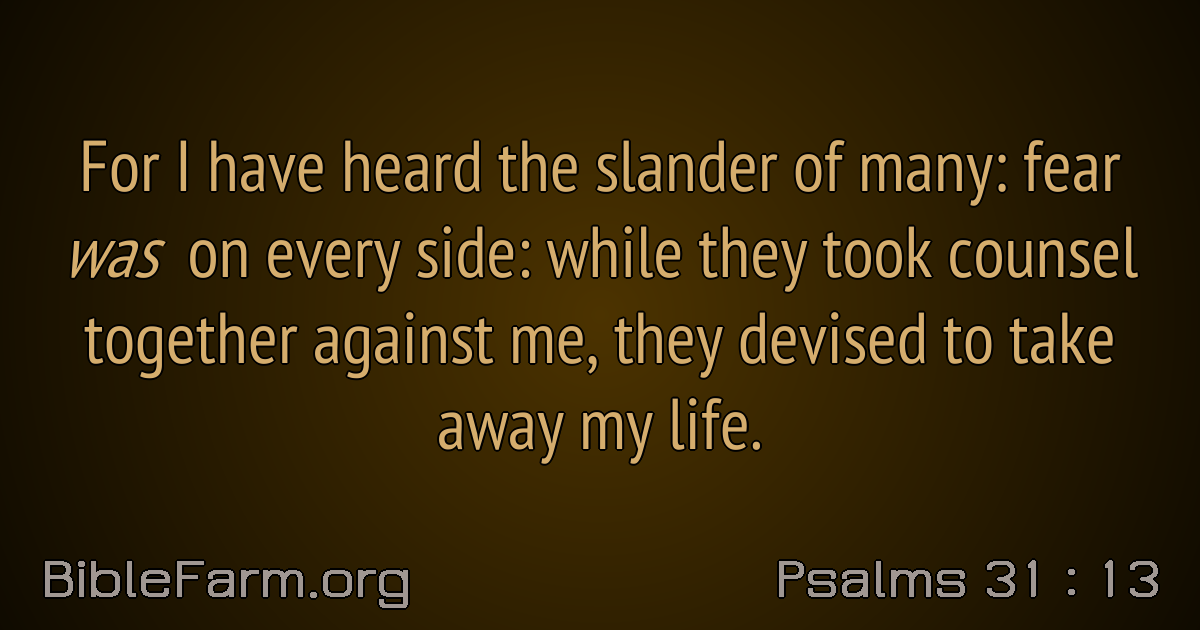 For I have heard the slander of many: fear
was on every side: while they took counsel
together against me, they devised to take
away my life.
BibleFarm.org
Psalms 31 : 13